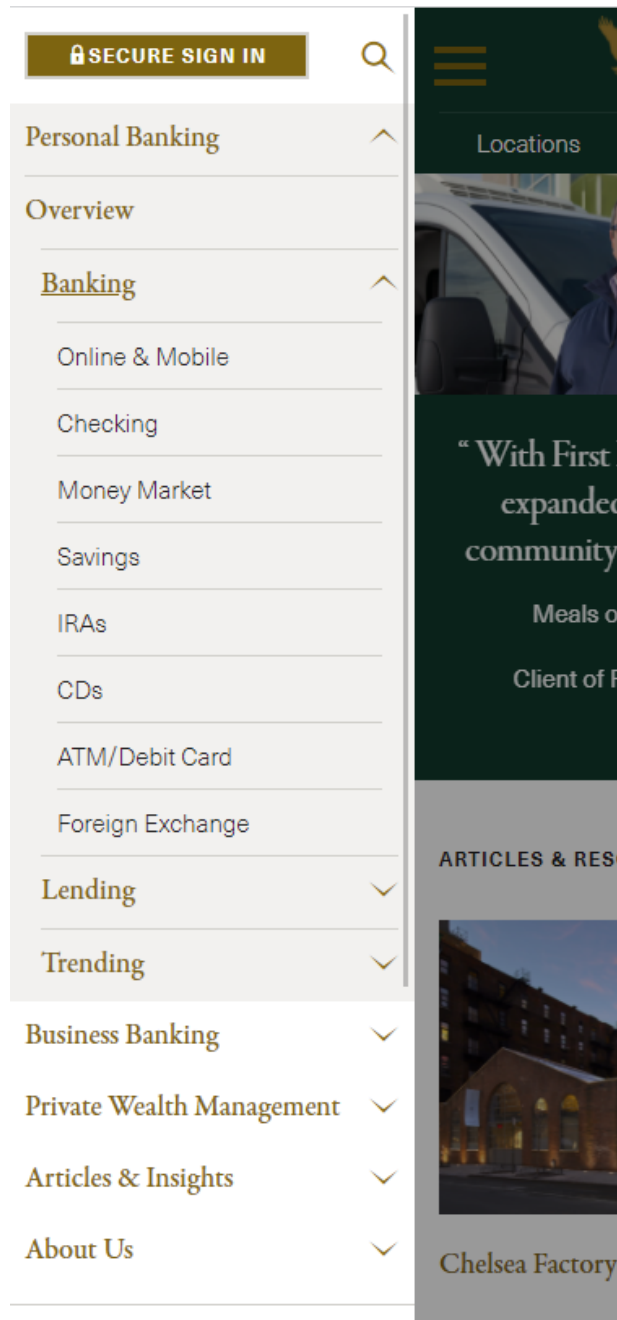 SECURE SIGN IN
Personal Banking
Overview
Banking
Online & Mobile
Checking
Money Market
Savings
IRAs
CDs
ATM/Debit Card
Foreign Exchange
Lending
Trending
Business Banking
Private Wealth Management
Articles & Insights
About Us
Locations
“ With First
expanded
community
Meals o
Client of
ARTICLES & RES
Chelsea Factory